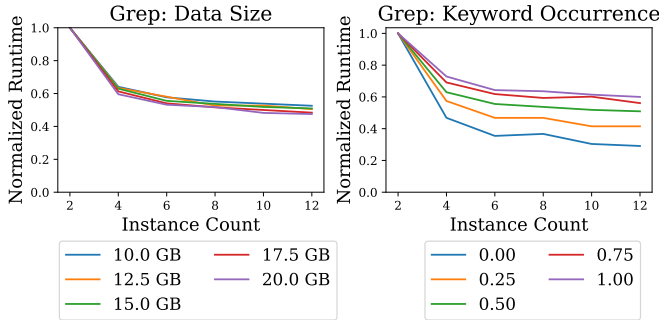 Grep: Data Size
Normalized Runtime
1.0
0.8
0.6
0.4
0.2
0.0
2 4 6 8 10 12
Instance Count
10.0 GB 17.5 GB
12.5 GB 20.0 GB
15.0 GB
Grep: Keyword Occurrence
Normalized Runtime
1.0
0.8
0.6
0.4
0.2
0.0
2 4 6 8 10 12
Instance Count
0.00 0.75
0.25 1.00
0.50